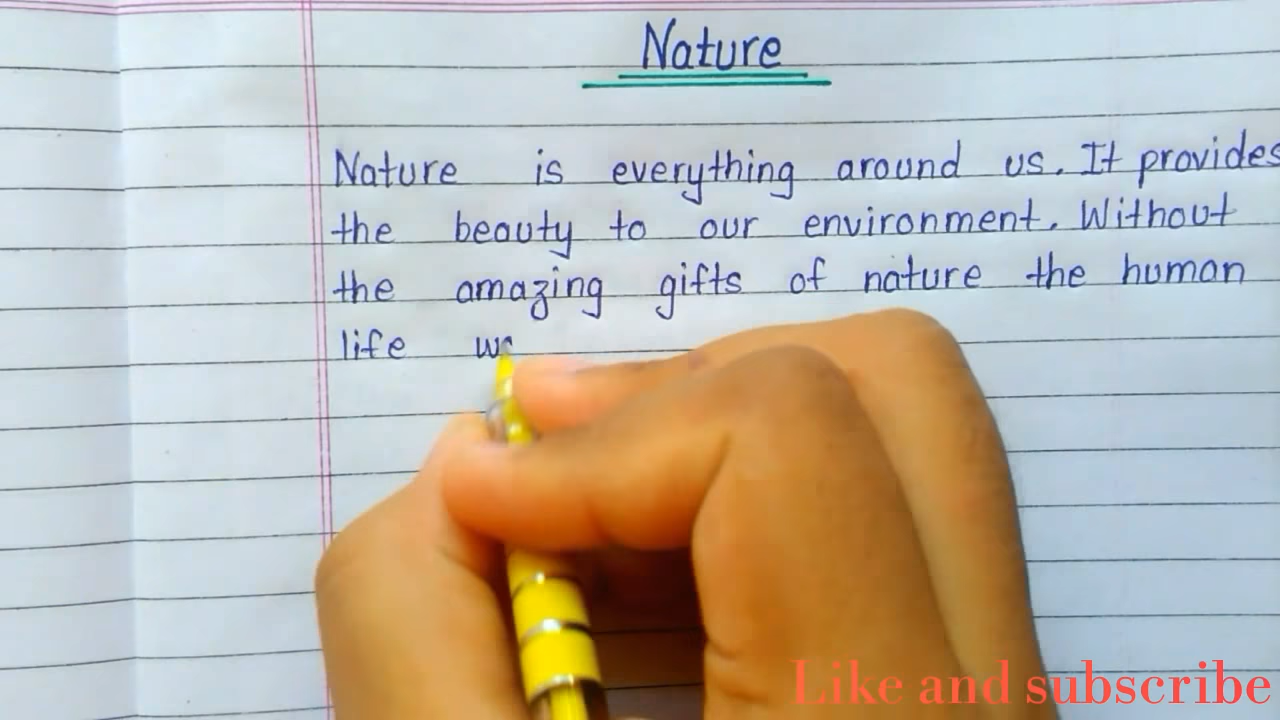 Nature
Nature is everything around us. It provides
the beauty to our environment. Without
the amazing gifts of nature the human
life
Like and subscribe